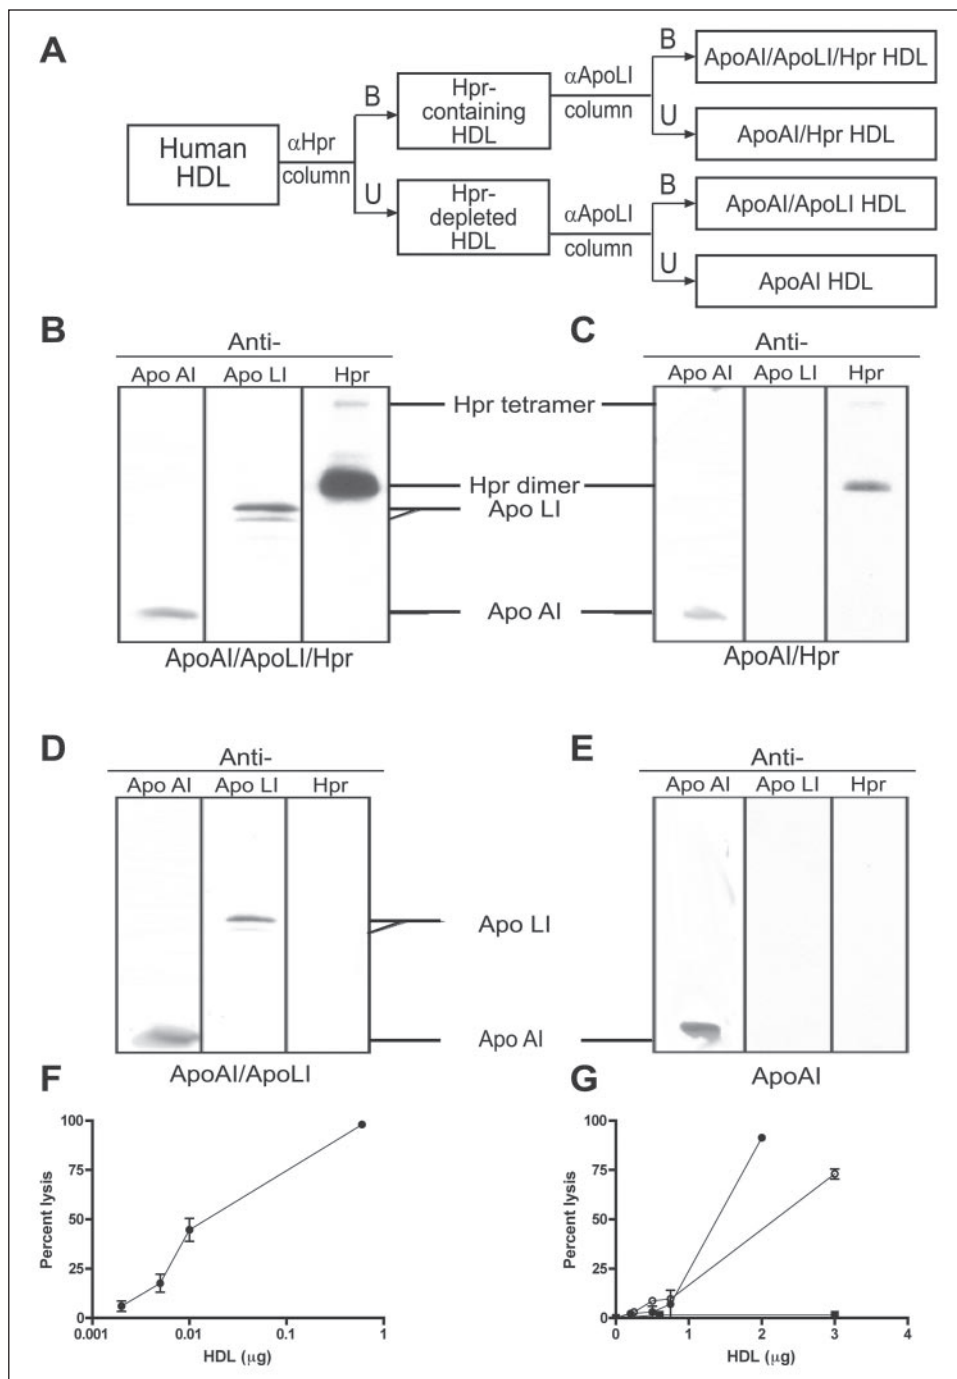 A
Human
HDL
αHpr
column
B
U
Hpr-
containing
HDL
Hpr-
depleted
HDL
αApoLI
column
αApoLI
column
B
U
B
U
ApoAI/ApoLI/Hpr HDL
ApoAI/Hpr HDL
ApoAI/ApoLI HDL
ApoAI HDL
B
Anti-
Apo AI Apo LI Hpr
ApoAI/ApoLI/Hpr
Hpr tetramer
Hpr dimer
Apo LI
Apo AI
C
Anti-
Apo AI Apo LI Hpr
ApoAI/Hpr
D
Anti-
Apo AI Apo LI Hpr
ApoAI/ApoLI
Apo LI
Apo AI
E
Anti-
Apo AI Apo LI Hpr
ApoAI
F
Percent lysis
100
75
50
25
0
0.001 0.01 0.1 1
HDL (μg)
G
Percent lysis
100
75
50
25
0
0 1 2 3 4
HDL (μg)